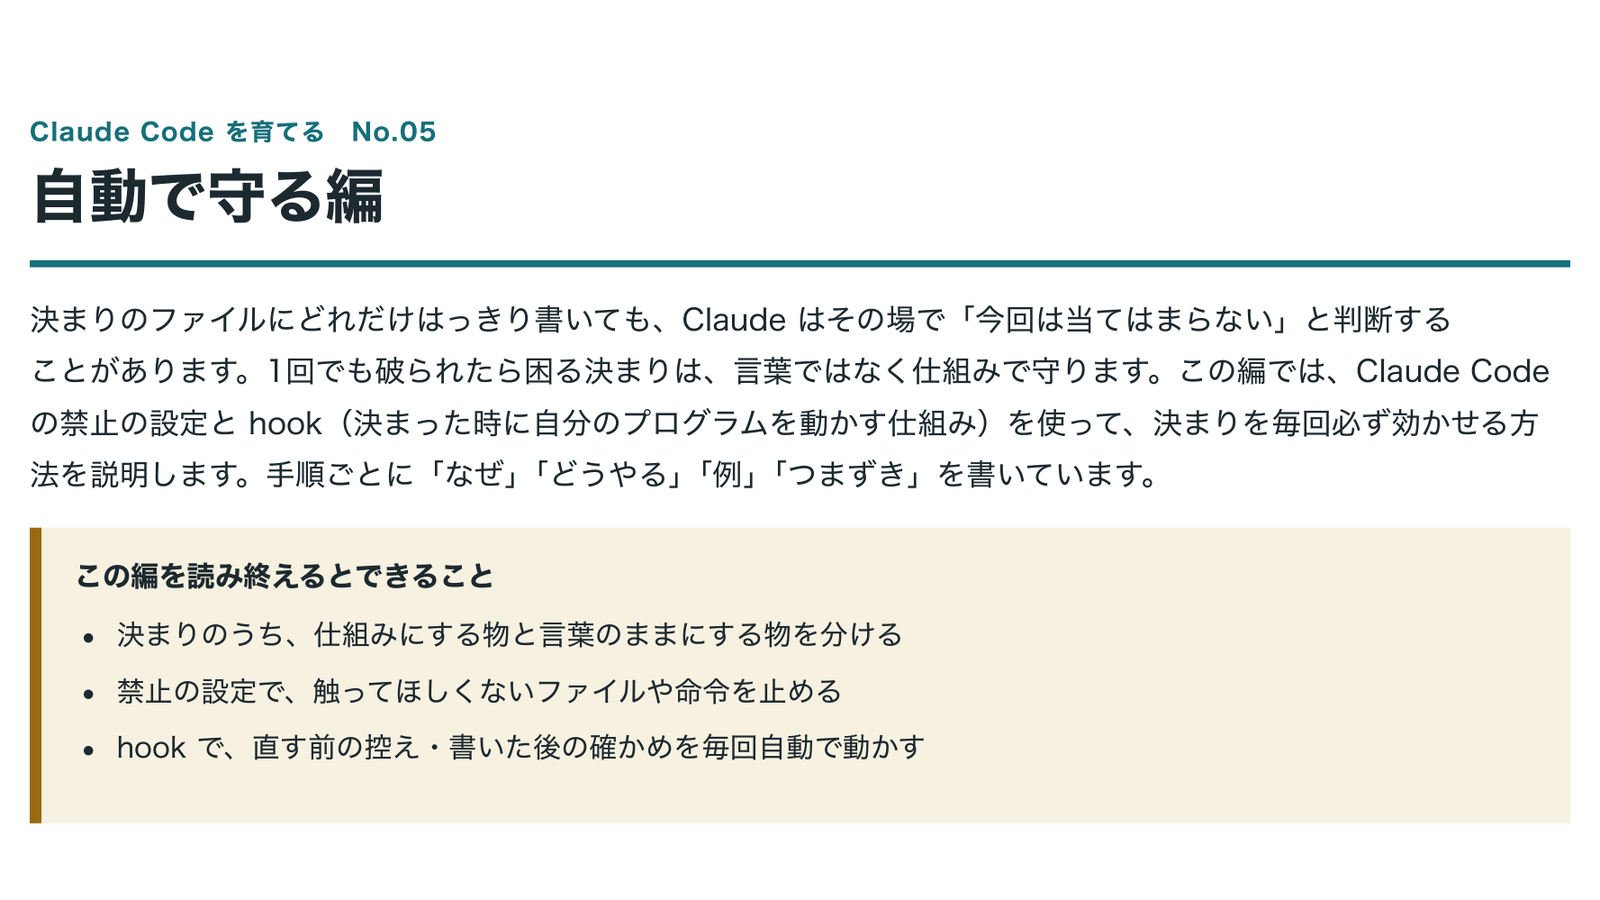 Claude Code を育てる　No.05
自動で守る編
決まりのファイルにどれだけはっきり書いても、Claude はその場で「今回は当てはまらない」と判断する
ことがあります。1回でも破られたら困る決まりは、言葉ではなく仕組みで守ります。この編では、Claude Code
の禁止の設定と hook（決まった時に自分のプログラムを動かす仕組み）を使って、決まりを毎回必ず効かせる方
法を説明します。手順ごとに「なぜ」「どうやる」「例」「つまずき」を書いています。
この編を読み終えるとできること
• 決まりのうち、仕組みにする物と言葉のままにする物を分ける
• 禁止の設定で、触ってほしくないファイルや命令を止める
• hook で、直す前の控え・書いた後の確かめを毎回自動で動かす